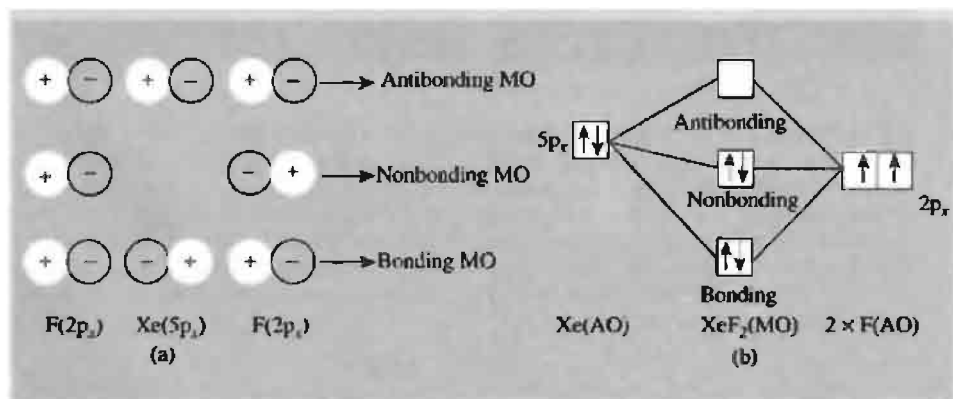 + − + − + − Antibonding MO
+ − − + Nonbonding MO
+ − − + + − Bonding MO
F(2pₓ) Xe(5pₓ) F(2pₓ)
(a)
Antibonding
5pₓ
Nonbonding
2pₓ
Bonding
Xe(AO) XeF₂(MO) 2 × F(AO)
(b)